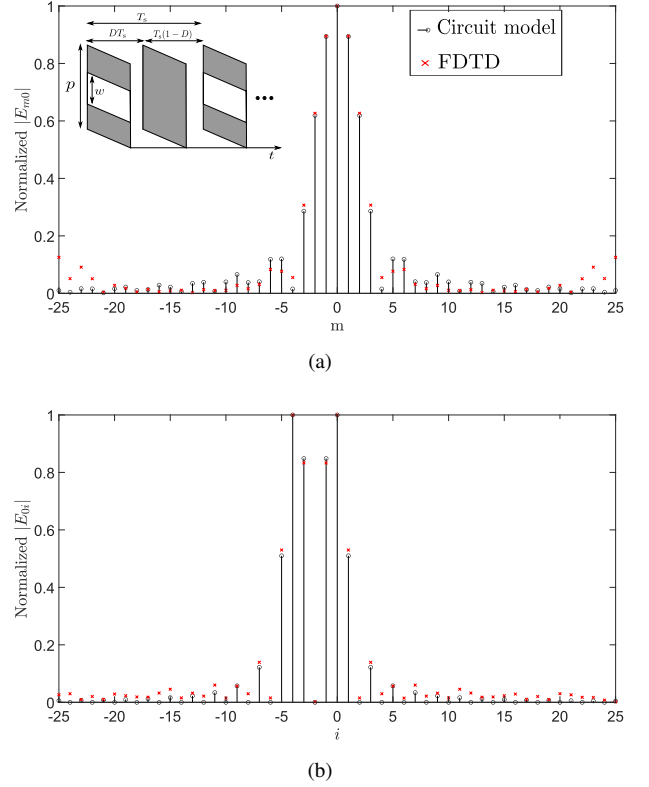 Normalized |E_{m0}|
1
0.8
0.6
0.4
0.2
0
T_s
DT_s
T_s(1 − D)
p
w
•••
t
Circuit model
FDTD
-25 -20 -15 -10 -5 0 5 10 15 20 25
m
(a)
Normalized |E_{0i}|
1
0.8
0.6
0.4
0.2
0
-25 -20 -15 -10 -5 0 5 10 15 20 25
i
(b)